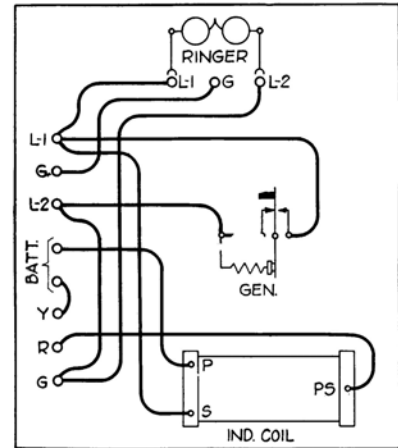 RINGER
L-1 G L-2
L-1
G
L-2
BATT.
GEN.
Y
R
P
PS
G
S
IND. COIL